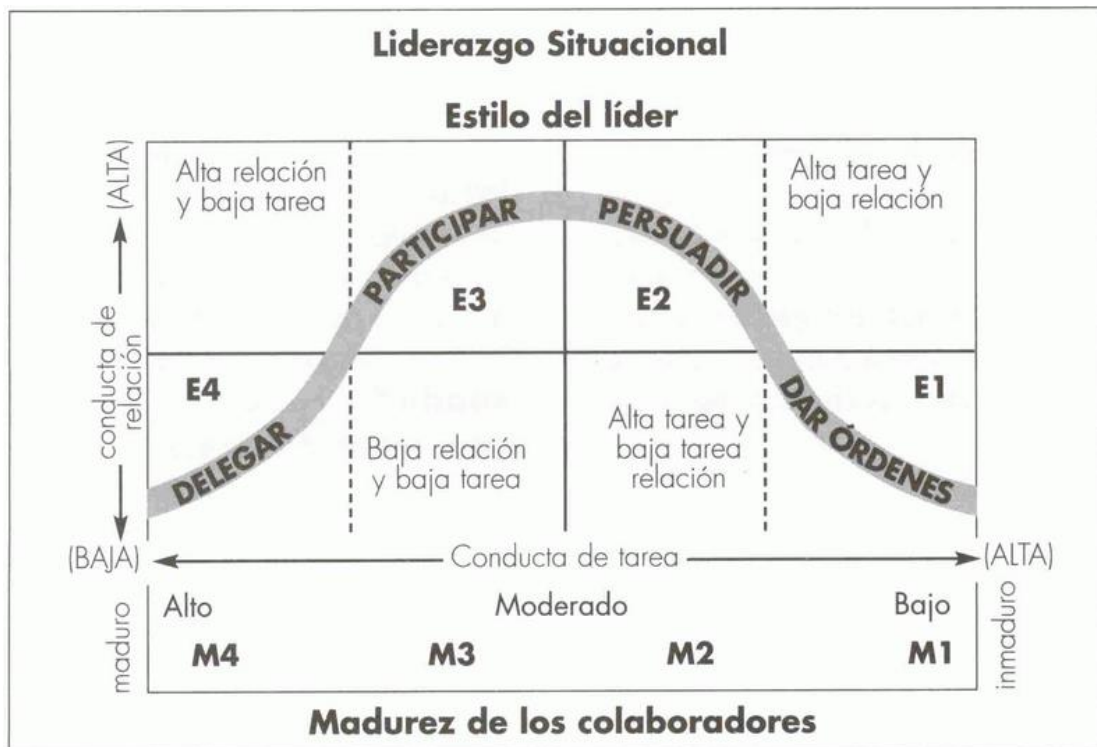 Liderazgo Situacional
Estilo del líder
(ALTA)
conducta de
relación
(BAJA)
Alta relación
y baja tarea
Alta tarea y
baja relación
PARTICIPAR
PERSUADIR
E3
E2
E4
E1
DELEGAR
DAR ÓRDENES
Baja relación
y baja tarea
Alta tarea y
baja tarea
relación
Conducta de tarea
(ALTA)
maduro
Alto
Moderado
Bajo
inmaduro
M4
M3
M2
M1
Madurez de los colaboradores